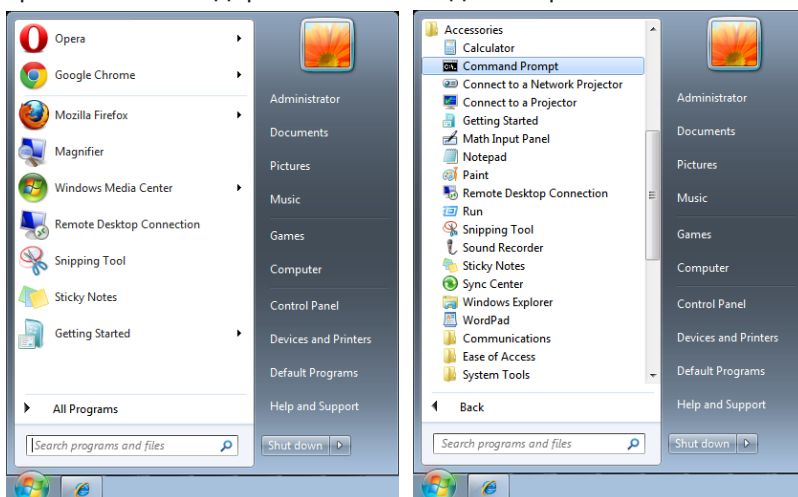 Opera
Google Chrome
Mozilla Firefox
Magnifier
Windows Media Center
Remote Desktop Connection
Snipping Tool
Sticky Notes
Getting Started
All Programs
Search programs and files
Administrator
Documents
Pictures
Music
Games
Computer
Control Panel
Devices and Printers
Default Programs
Help and Support
Shut down
Accessories
Calculator
Command Prompt
Connect to a Network Projector
Connect to a Projector
Getting Started
Math Input Panel
Notepad
Paint
Remote Desktop Connection
Run
Snipping Tool
Sound Recorder
Sticky Notes
Sync Center
Windows Explorer
WordPad
Communications
Ease of Access
System Tools
Back
Search programs and files
Administrator
Documents
Pictures
Music
Games
Computer
Control Panel
Devices and Printers
Default Programs
Help and Support
Shut down